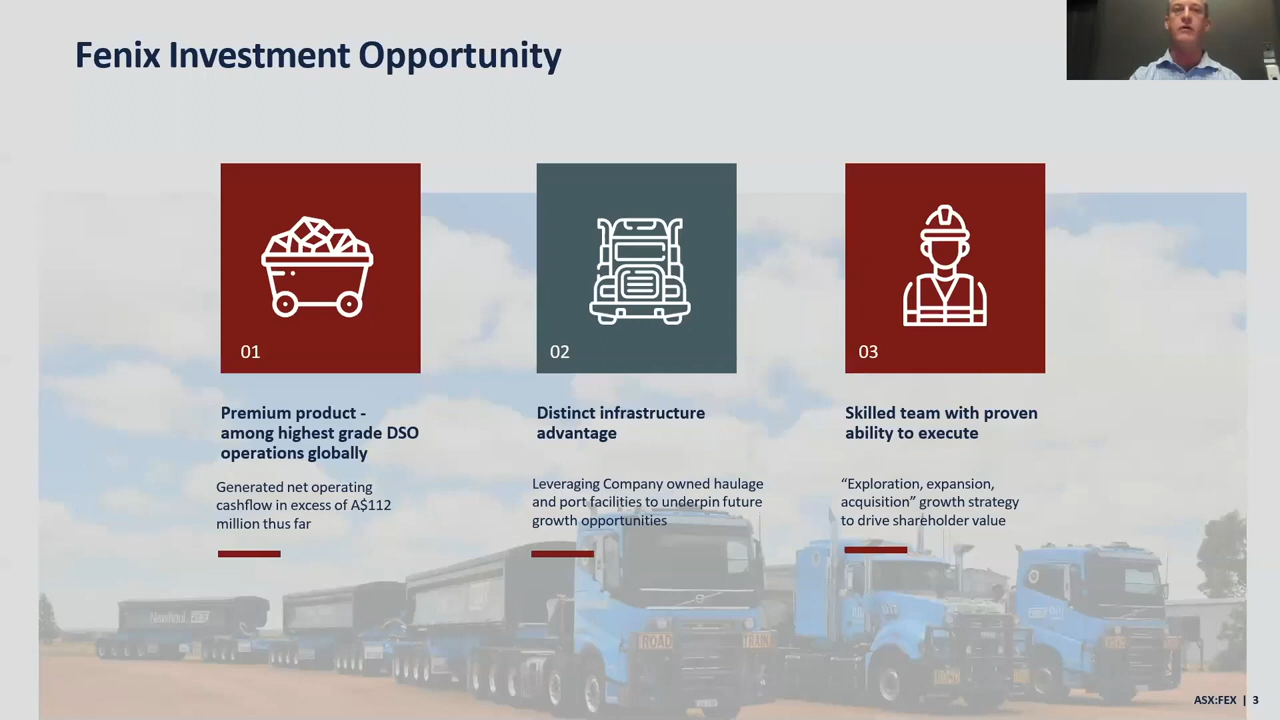 Fenix Investment Opportunity
01
02
03
Premium product -
among highest grade DSO
operations globally
Distinct infrastructure
advantage
Skilled team with proven
ability to execute
Generated net operating
cashflow in excess of A$112
million thus far
Leveraging Company owned haulage
and port facilities to underpin future
growth opportunities
“Exploration, expansion,
acquisition” growth strategy
to drive shareholder value
Newhaul
ROAD TRAIN
ROAD
ASX:FEX | 3